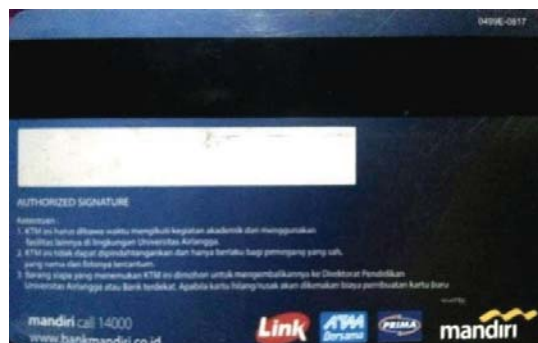 0499E-0817
AUTHORIZED SIGNATURE
Ketentuan :
1. KTM ini harus dibawa waktu mengikuti kegiatan akademik dan menggunakan
fasilitas lainnya di lingkungan Universitas Airlangga.
2. KTM ini tidak dapat dipindahtangankan dan hanya berlaku bagi pemegang yang sah,
yang nama dan fotonya tercantum.
3. Barang siapa yang menemukan KTM ini dimohon untuk mengembalikannya ke Direktorat Pendidikan
Universitas Airlangga atau Bank terdekat. Apabila kartu hilang/rusak akan dikenakan biaya pembuatan kartu baru
mandiri call 14000
www.bankmandiri.co.id
Link
ATM
Bersama
PRIMA
mandiri